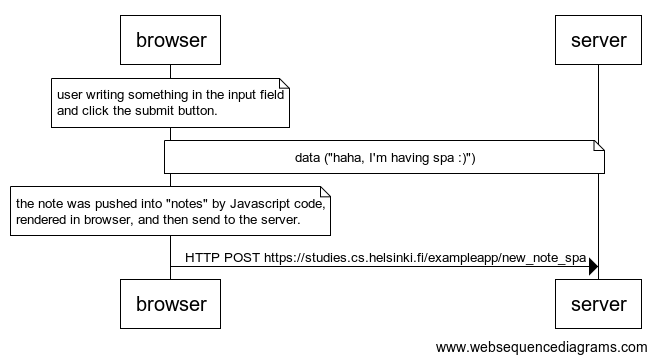 browser
server
user writing something in the input field
and click the submit button.
data ("haha, I'm having spa :)")
the note was pushed into "notes" by Javascript code,
rendered in browser, and then send to the server.
HTTP POST https://studies.cs.helsinki.fi/exampleapp/new_note_spa
browser
server
www.websequencediagrams.com